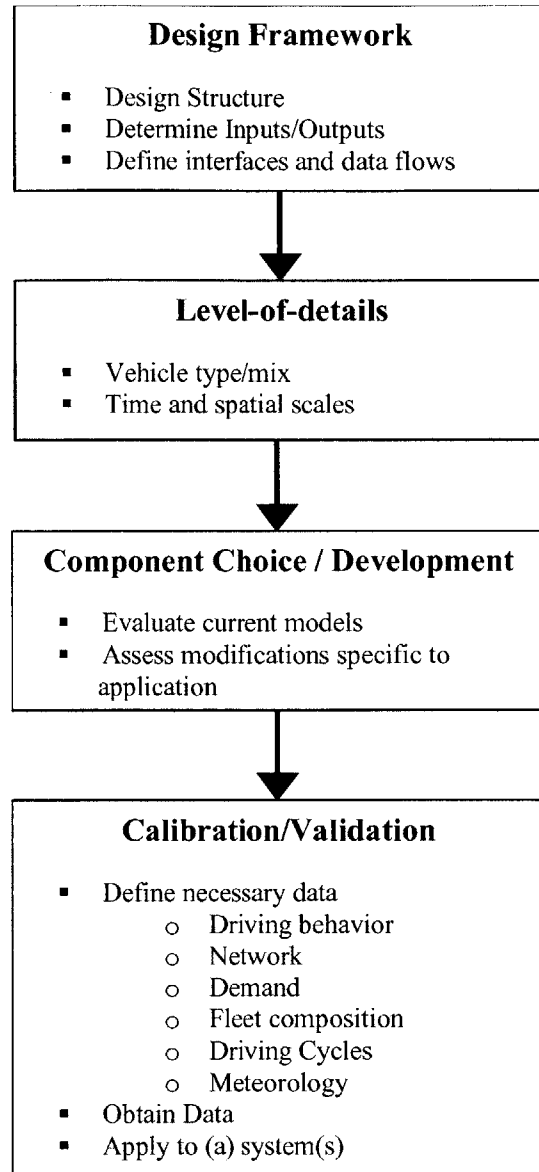 Design Framework
▪ Design Structure
▪ Determine Inputs/Outputs
▪ Define interfaces and data flows
Level-of-details
▪ Vehicle type/mix
▪ Time and spatial scales
Component Choice / Development
▪ Evaluate current models
▪ Assess modifications specific to
application
Calibration/Validation
▪ Define necessary data
o Driving behavior
o Network
o Demand
o Fleet composition
o Driving Cycles
o Meteorology
▪ Obtain Data
▪ Apply to (a) system(s)